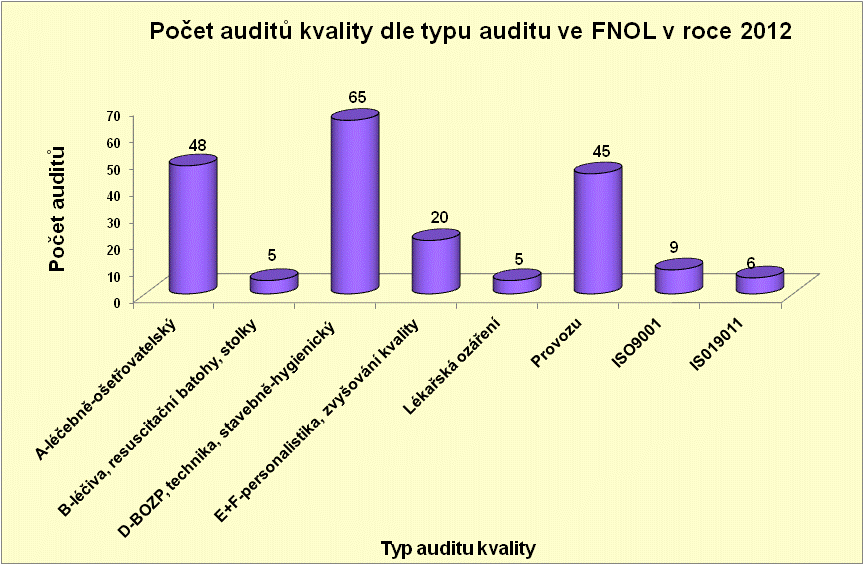 Počet auditů kvality dle typu auditu ve FNOL v roce 2012
Počet auditů
70
60
50
40
30
20
10
0
48
5
65
20
5
45
9
6
A-léčebně-ošetřovatelský
B-léčiva, resuscitační batohy, stolky
D-BOZP, technika, stavebně-hygienický
E+F-personalistika, zvyšování kvality
Lékařská ozáření
Provozu
ISO9001
IS019011
Typ auditu kvality